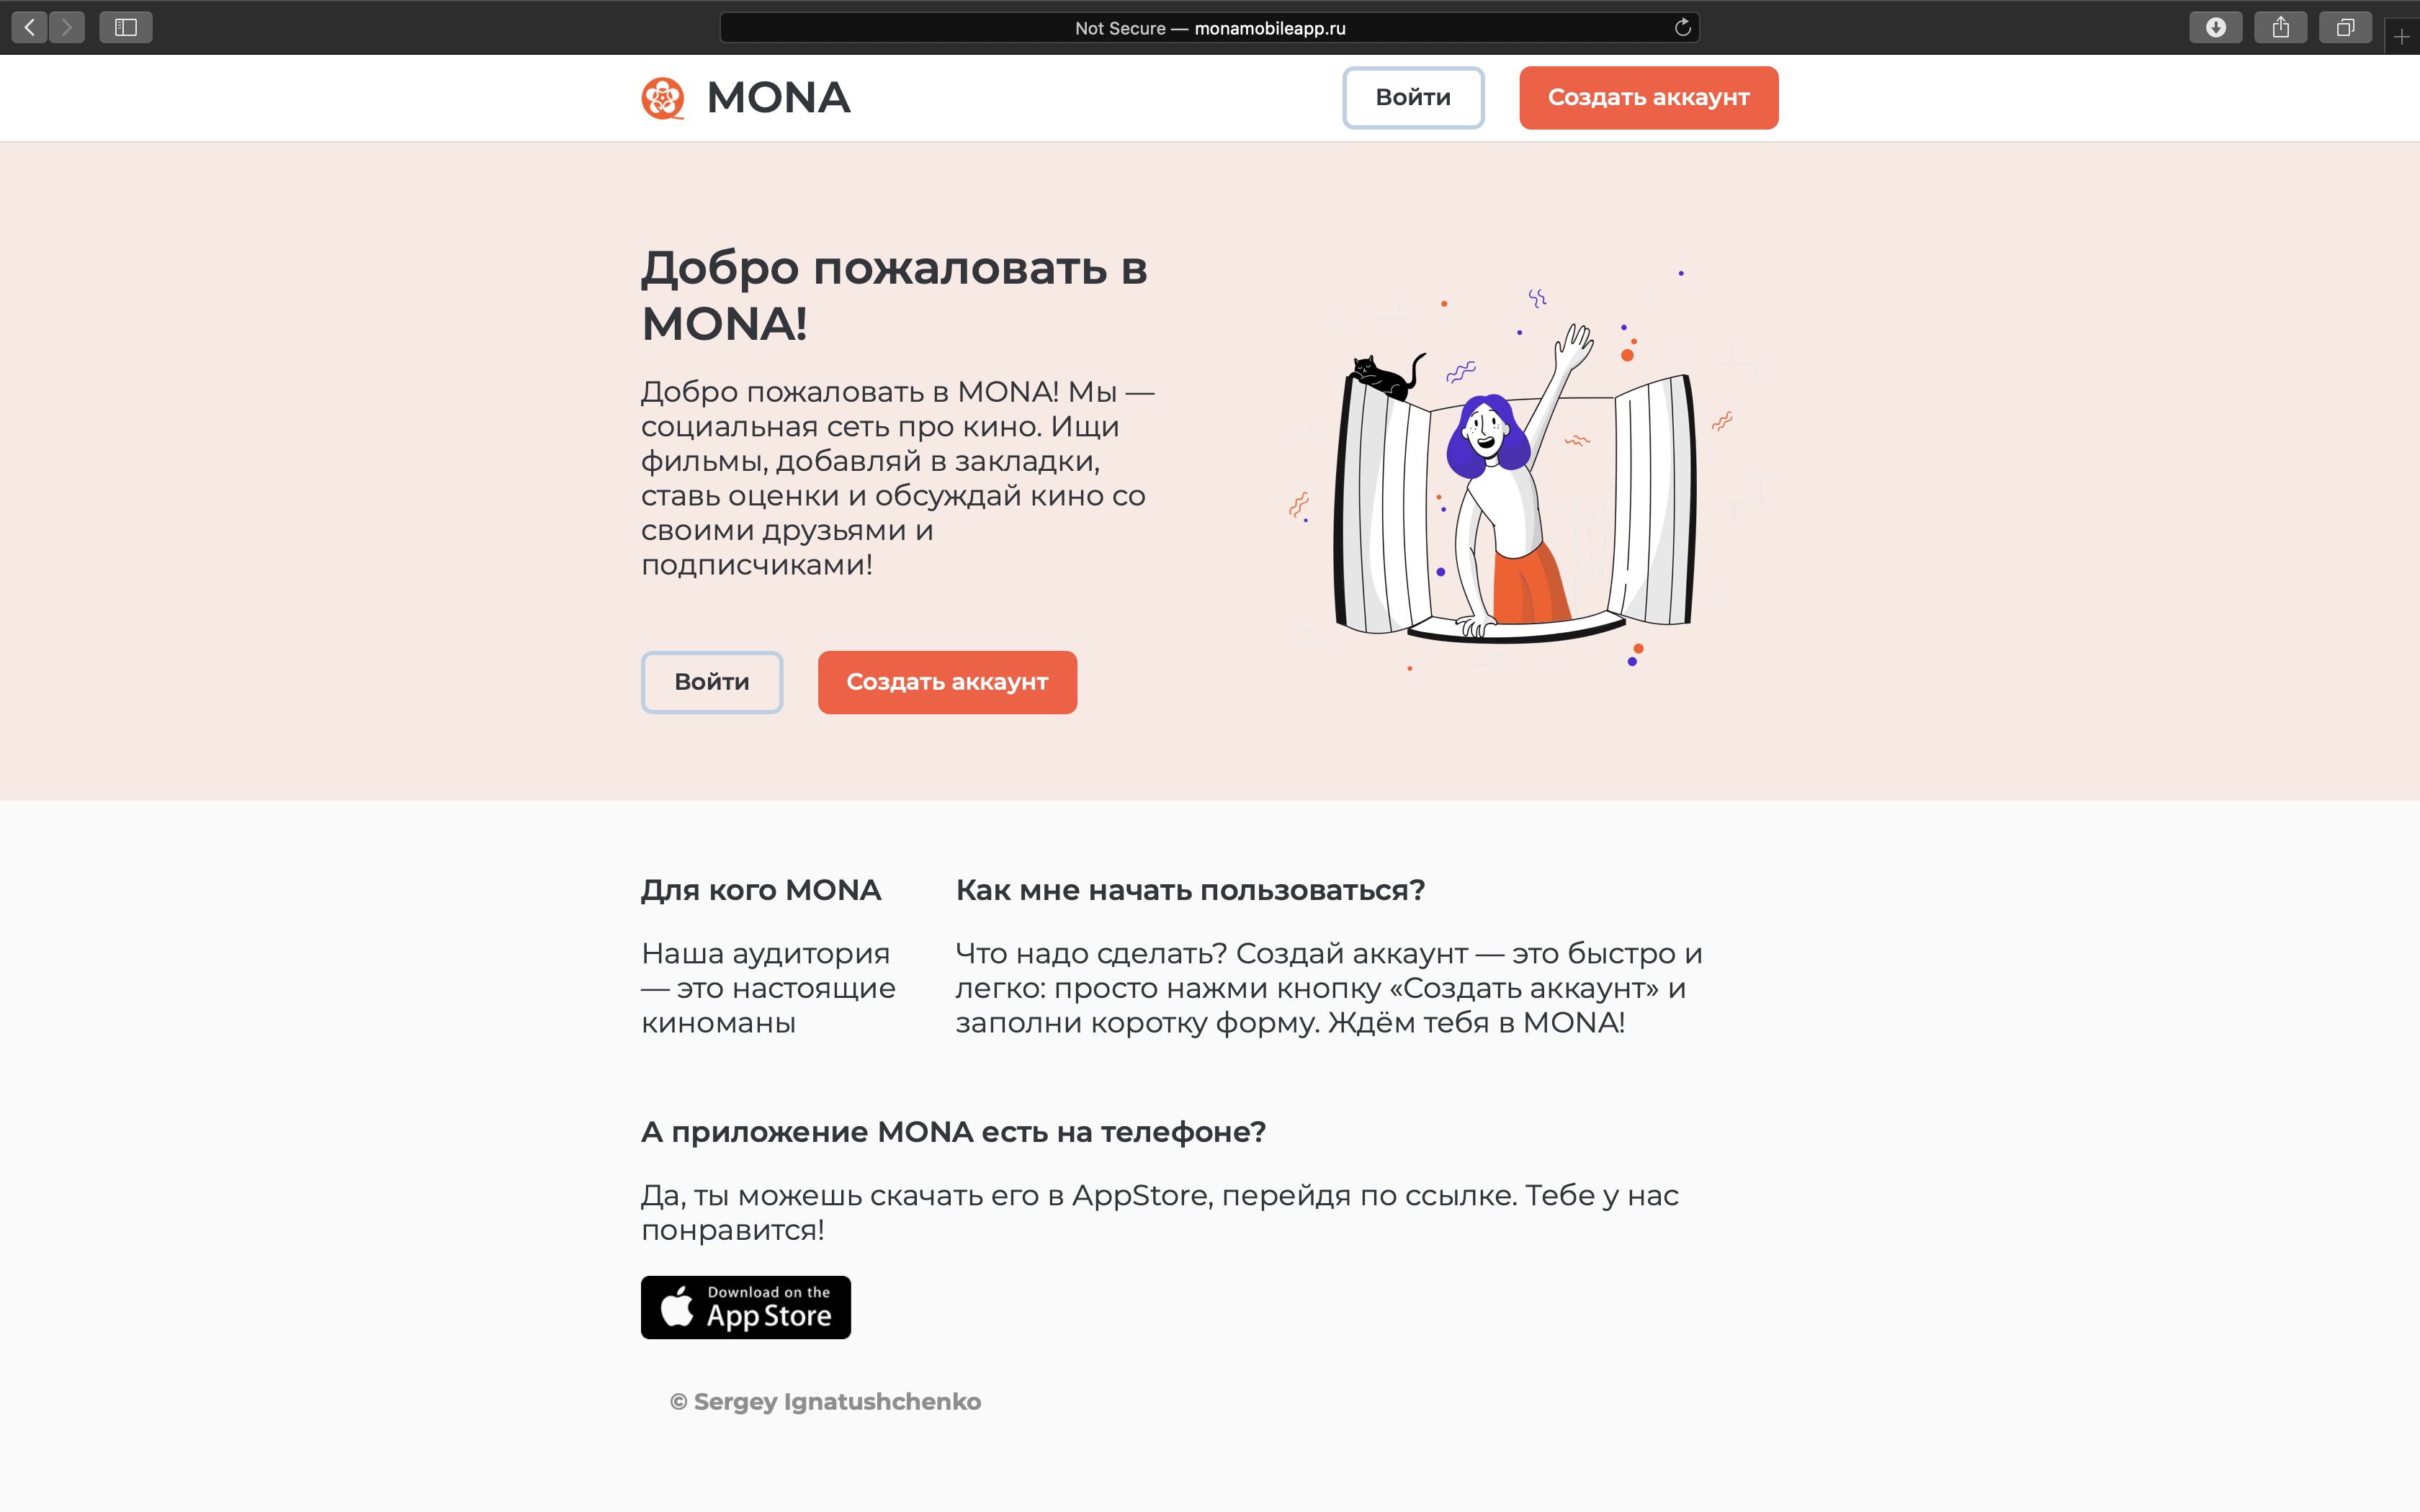 Not Secure — monamobileapp.ru
MONA
Войти
Создать аккаунт
Добро пожаловать в
MONA!
Добро пожаловать в MONA! Мы —
социальная сеть про кино. Ищи
фильмы, добавляй в закладки,
ставь оценки и обсуждай кино со
своими друзьями и
подписчиками!
Войти
Создать аккаунт
Для кого MONA
Наша аудитория
— это настоящие
киноманы
Как мне начать пользоваться?
Что надо сделать? Создай аккаунт — это быстро и
легко: просто нажми кнопку «Создать аккаунт» и
заполни коротку форму. Ждём тебя в MONA!
А приложение MONA есть на телефоне?
Да, ты можешь скачать его в AppStore, перейдя по ссылке. Тебе у нас
понравится!
Download on the
App Store
© Sergey Ignatushchenko